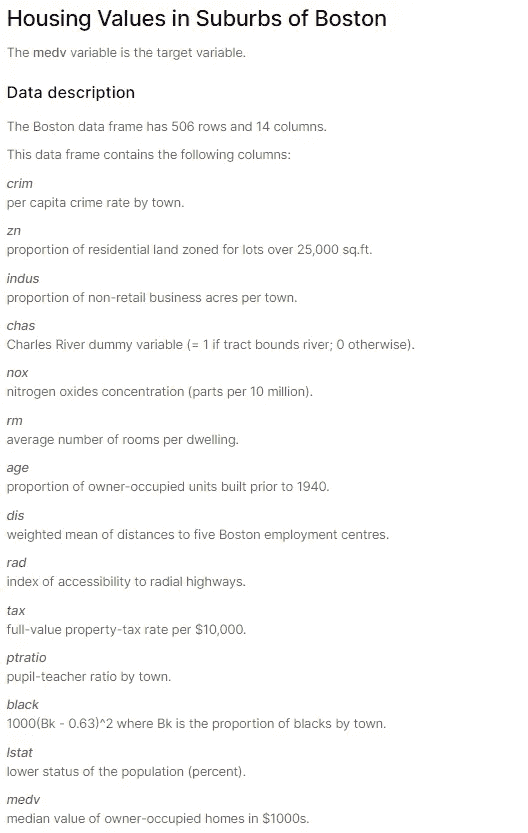 Housing Values in Suburbs of Boston
The medv variable is the target variable.
Data description
The Boston data frame has 506 rows and 14 columns.
This data frame contains the following columns:
crim
per capita crime rate by town.
zn
proportion of residential land zoned for lots over 25,000 sq.ft.
indus
proportion of non-retail business acres per town.
chas
Charles River dummy variable (= 1 if tract bounds river; 0 otherwise).
nox
nitrogen oxides concentration (parts per 10 million).
rm
average number of rooms per dwelling.
age
proportion of owner-occupied units built prior to 1940.
dis
weighted mean of distances to five Boston employment centres.
rad
index of accessibility to radial highways.
tax
full-value property-tax rate per $10,000.
ptratio
pupil-teacher ratio by town.
black
1000(Bk - 0.63)^2 where Bk is the proportion of blacks by town.
lstat
lower status of the population (percent).
medv
median value of owner-occupied homes in $1000s.